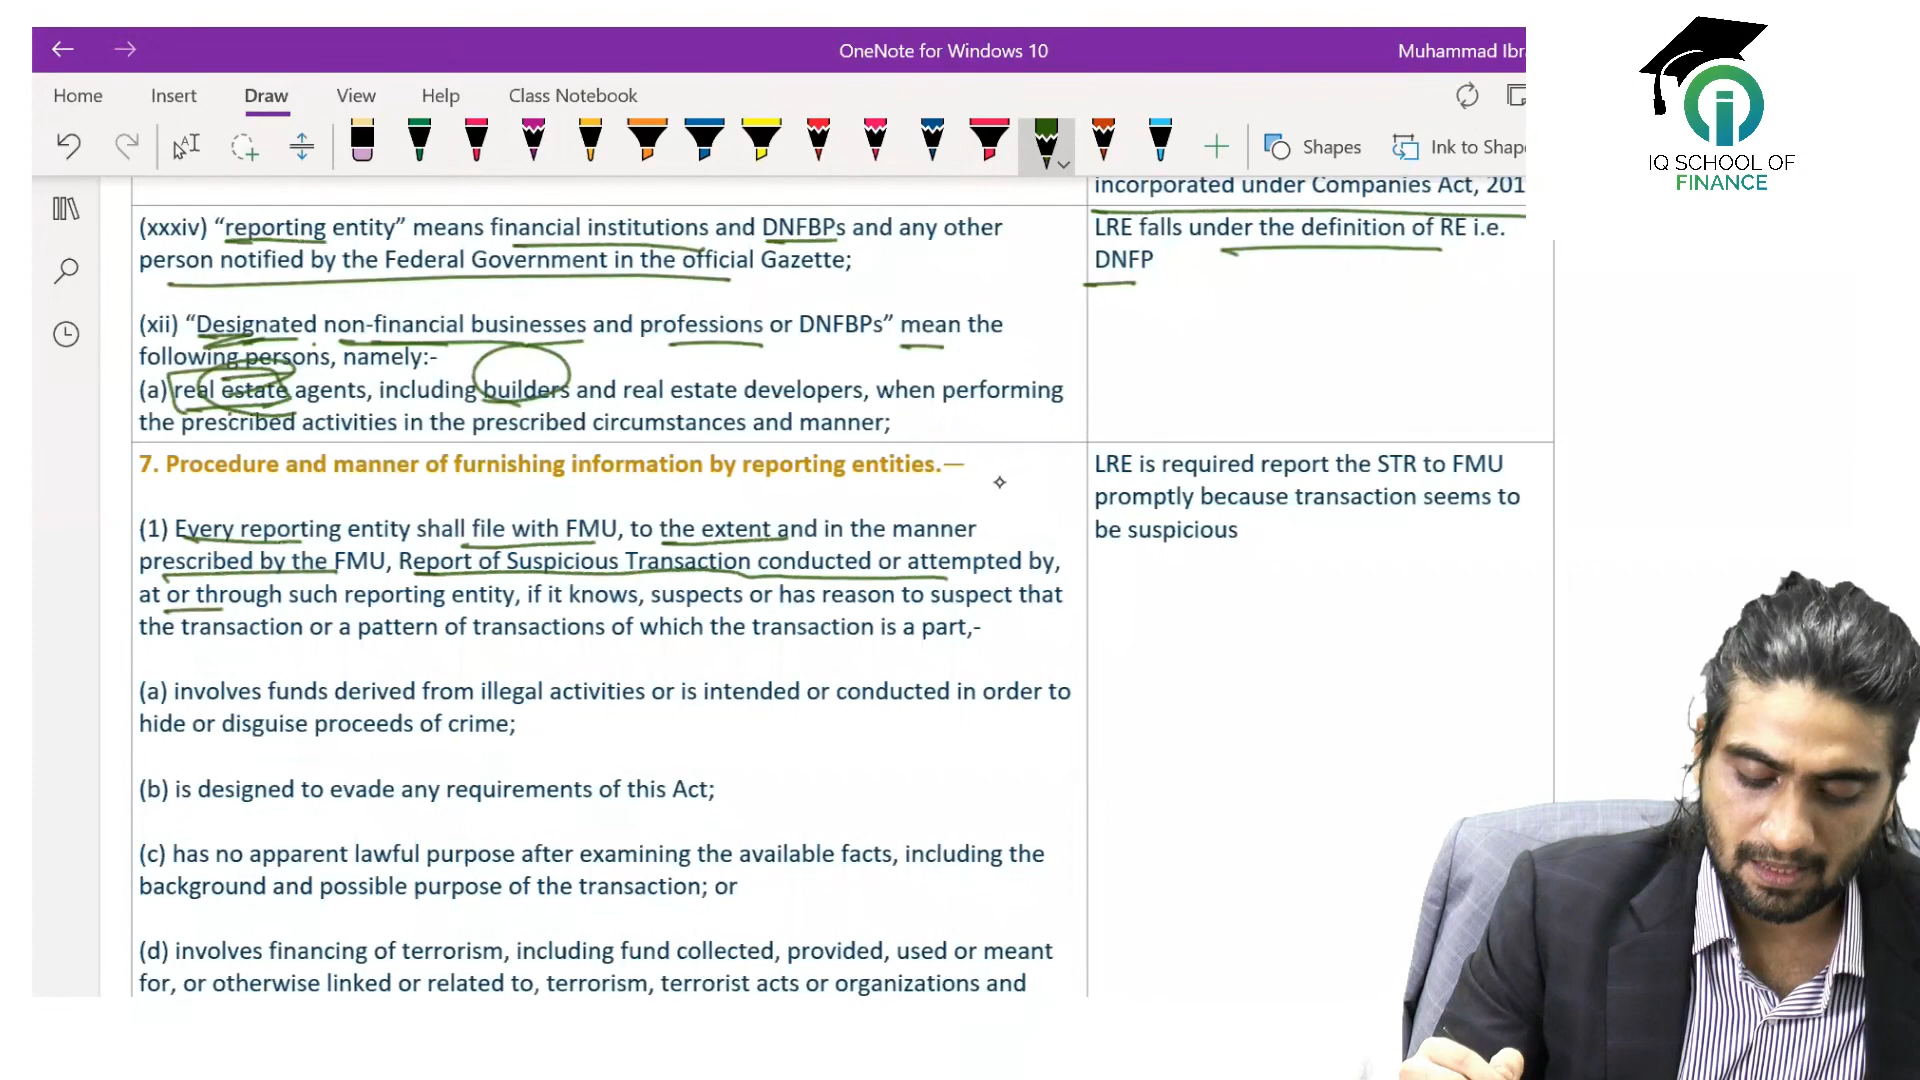 OneNote for Windows 10
Muhammad Ibr
Home Insert Draw View Help Class Notebook
Shapes Ink to Shap
IQ SCHOOL OF
FINANCE
incorporated under Companies Act, 201
(xxxiv) “reporting entity” means financial institutions and DNFBPs and any other
person notified by the Federal Government in the official Gazette;
LRE falls under the definition of RE i.e.
DNFP
(xii) “Designated non-financial businesses and professions or DNFBPs” mean the
following persons, namely:-
(a) real estate agents, including builders and real estate developers, when performing
the prescribed activities in the prescribed circumstances and manner;
7. Procedure and manner of furnishing information by reporting entities.—
(1) Every reporting entity shall file with FMU, to the extent and in the manner
prescribed by the FMU, Report of Suspicious Transaction conducted or attempted by,
at or through such reporting entity, if it knows, suspects or has reason to suspect that
the transaction or a pattern of transactions of which the transaction is a part,-
(a) involves funds derived from illegal activities or is intended or conducted in order to
hide or disguise proceeds of crime;
(b) is designed to evade any requirements of this Act;
(c) has no apparent lawful purpose after examining the available facts, including the
background and possible purpose of the transaction; or
(d) involves financing of terrorism, including fund collected, provided, used or meant
for, or otherwise linked or related to, terrorism, terrorist acts or organizations and
LRE is required report the STR to FMU
promptly because transaction seems to
be suspicious